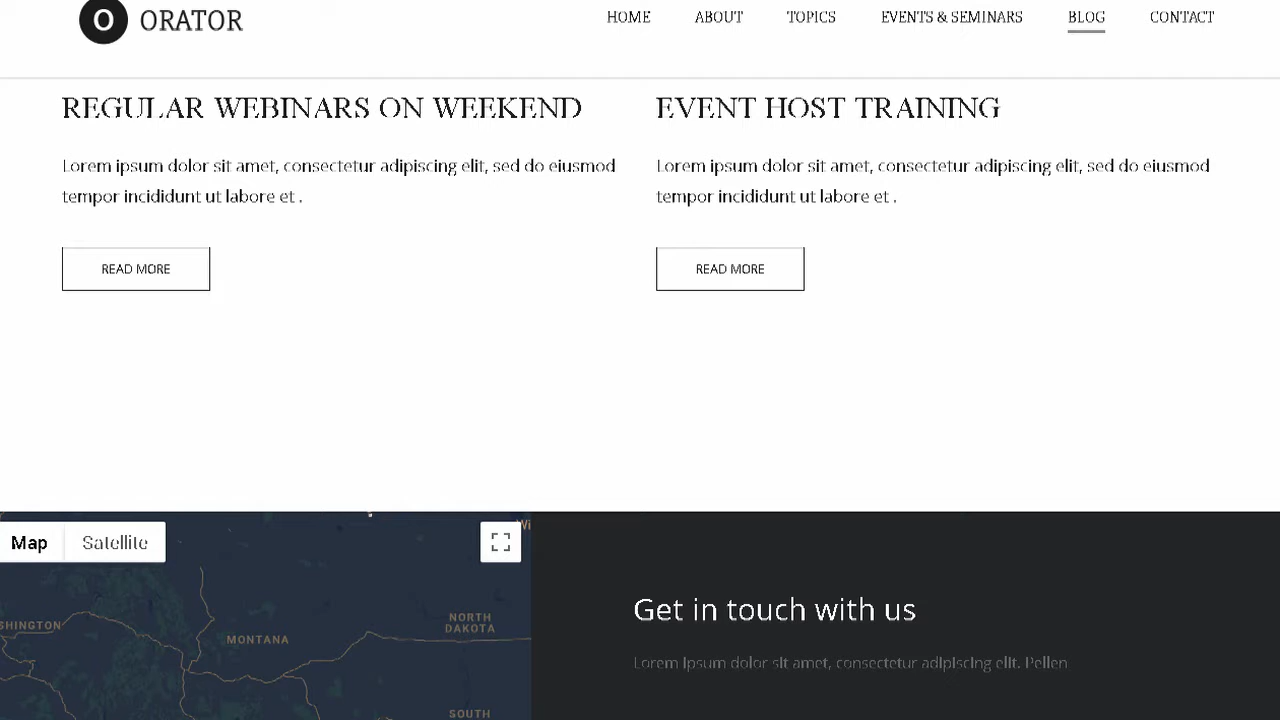 O ORATOR
HOME ABOUT TOPICS EVENTS & SEMINARS BLOG CONTACT
REGULAR WEBINARS ON WEEKEND
Lorem ipsum dolor sit amet, consectetur adipiscing elit, sed do eiusmod
tempor incididunt ut labore et .
READ MORE
EVENT HOST TRAINING
Lorem ipsum dolor sit amet, consectetur adipiscing elit, sed do eiusmod
tempor incididunt ut labore et .
READ MORE
Map Satellite
Wi
SHINGTON
MONTANA
NORTH
DAKOTA
SOUTH
Get in touch with us
Lorem ipsum dolor sit amet, consectetur adipiscing elit. Pellen